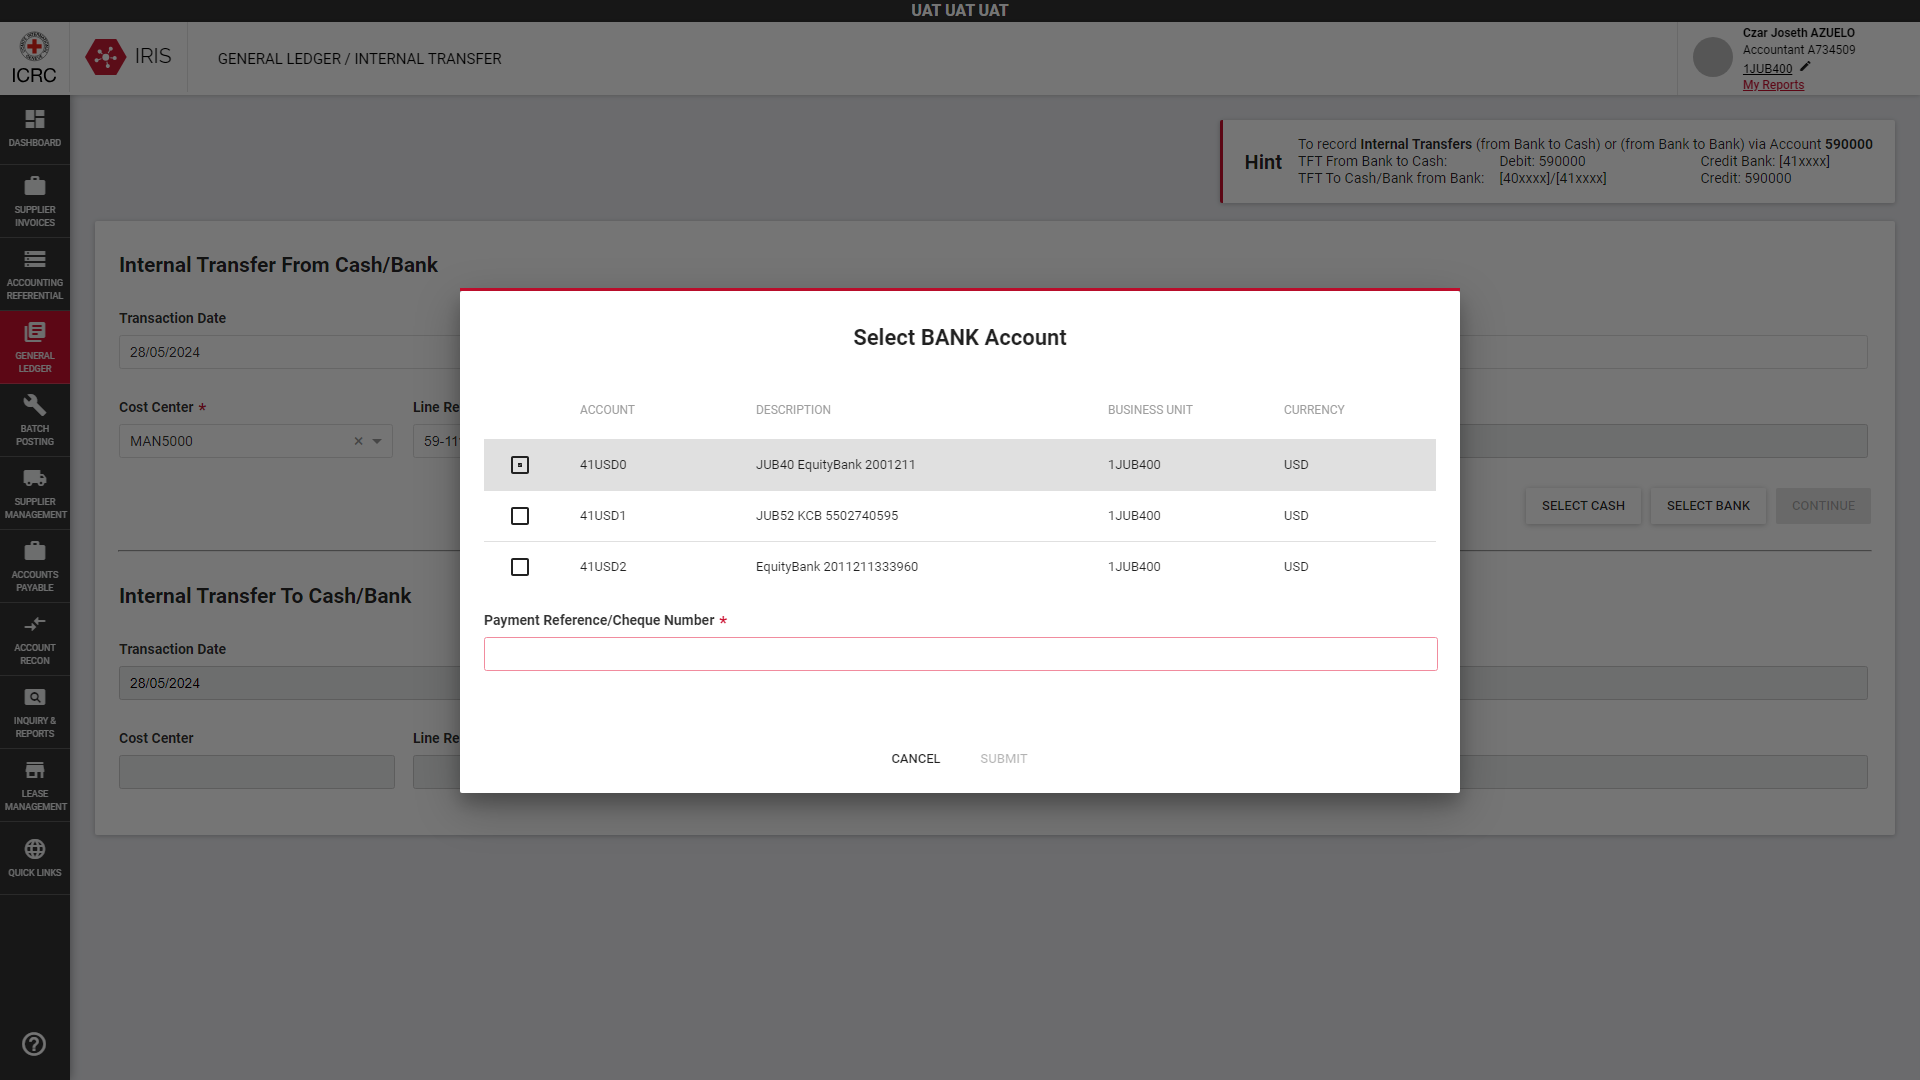 UAT UAT UAT
ICRC
IRIS
GENERAL LEDGER / INTERNAL TRANSFER
Czar Joseth AZUELO
Accountant A734509
1JUB400
My Reports
DASHBOARD
SUPPLIER
INVOICES
ACCOUNTING
REFERENTIAL
GENERAL
LEDGER
BATCH
POSTING
SUPPLIER
MANAGEMENT
ACCOUNTS
PAYABLE
ACCOUNT
RECON
INQUIRY &
REPORTS
LEASE
MANAGEMENT
QUICK LINKS
Hint
To record Internal Transfers (from Bank to Cash) or (from Bank to Bank) via Account 590000
TFT From Bank to Cash: Debit: 590000 Credit Bank: [41xxxx]
TFT To Cash/Bank from Bank: [40xxxx]/[41xxxx] Credit: 590000
Internal Transfer From Cash/Bank
Transaction Date
28/05/2024
Cost Center * Line Re
MAN5000 59-11
SELECT CASH SELECT BANK CONTINUE
Internal Transfer To Cash/Bank
Transaction Date
28/05/2024
Cost Center Line Re
Select BANK Account
ACCOUNT DESCRIPTION BUSINESS UNIT CURRENCY
41USD0 JUB40 EquityBank 2001211 1JUB400 USD
41USD1 JUB52 KCB 5502740595 1JUB400 USD
41USD2 EquityBank 2011211333960 1JUB400 USD
Payment Reference/Cheque Number *
CANCEL SUBMIT